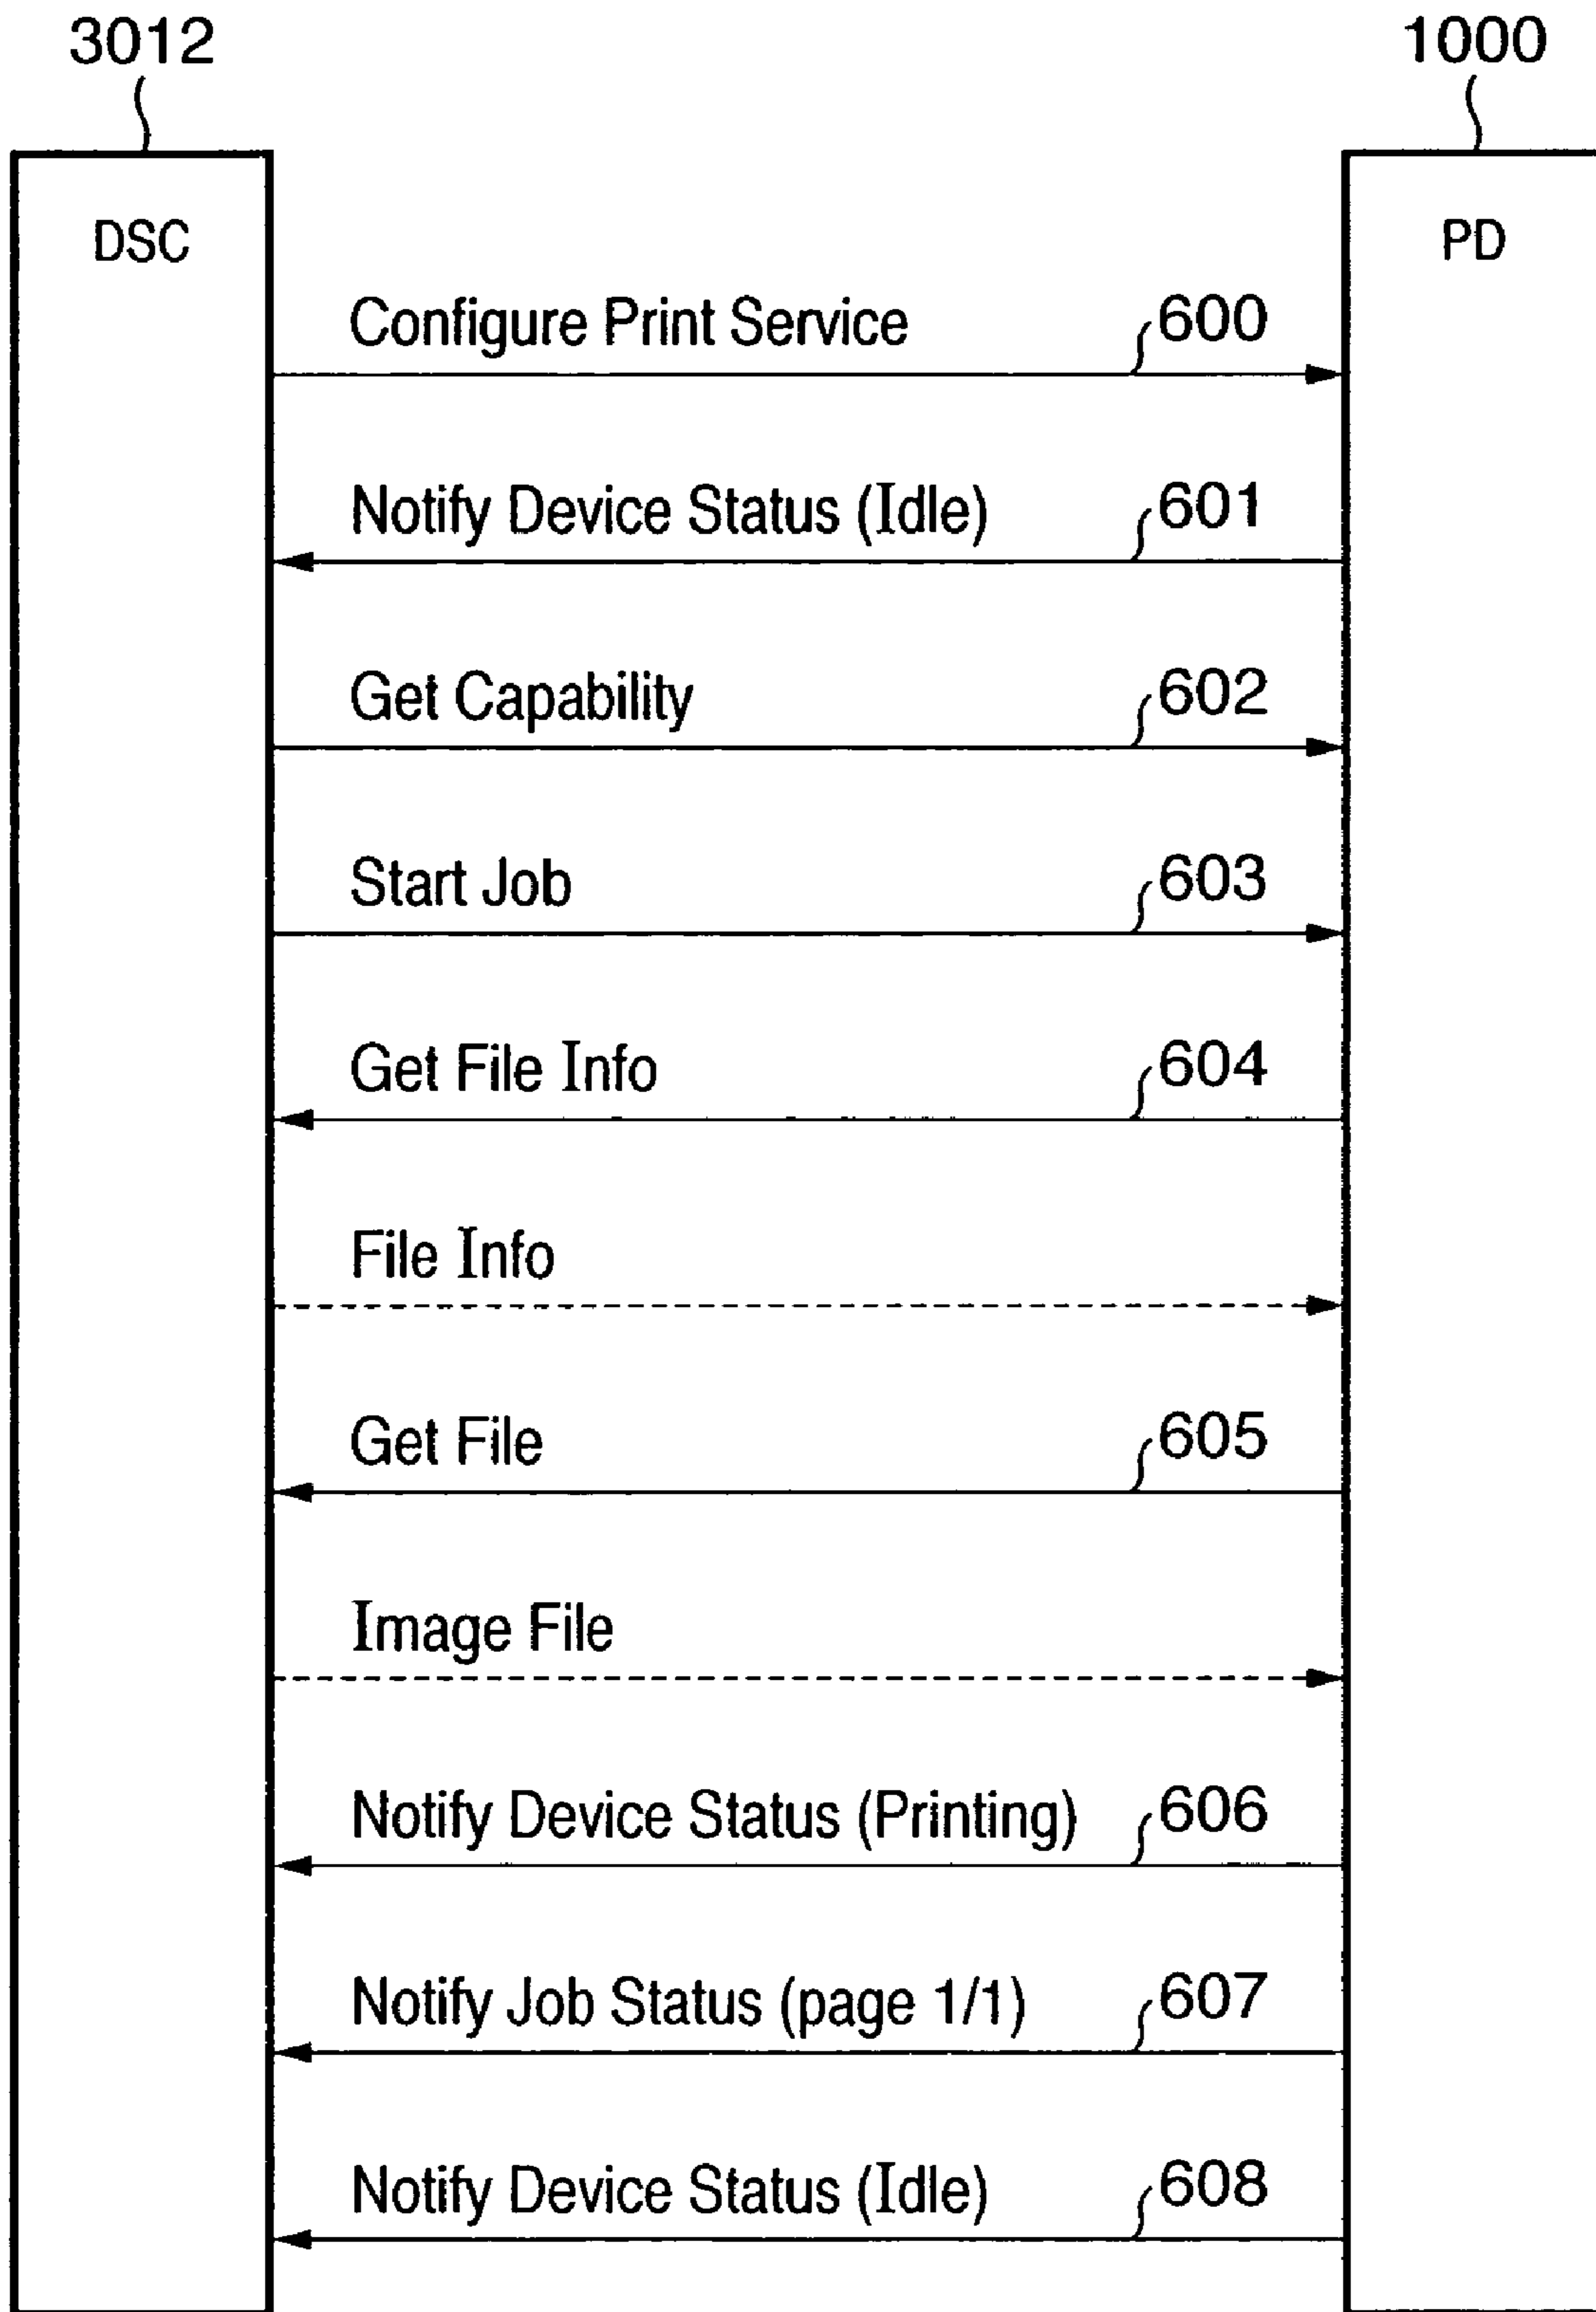 3012
1000
DSC
PD
Configure Print Service
600
Notify Device Status (Idle)
601
Get Capability
602
Start Job
603
Get File Info
604
File Info
Get File
605
Image File
Notify Device Status (Printing)
606
Notify Job Status (page 1/1)
607
Notify Device Status (Idle)
608